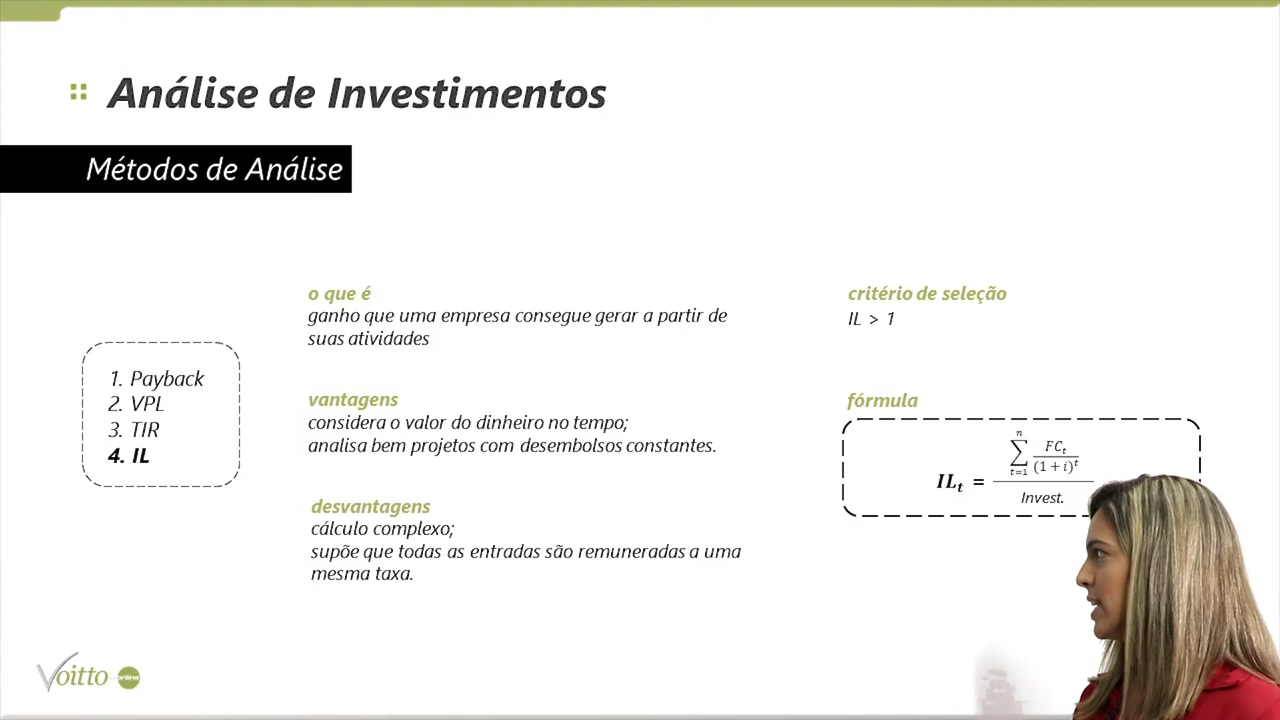 Análise de Investimentos
Métodos de Análise
1. Payback
2. VPL
3. TIR
4. IL
o que é
ganho que uma empresa consegue gerar a partir de
suas atividades
vantagens
considera o valor do dinheiro no tempo;
analisa bem projetos com desembolsos constantes.
desvantagens
cálculo complexo;
supõe que todas as entradas são remuneradas a uma
mesma taxa.
critério de seleção
IL > 1
fórmula
n
∑ FCₜ
t=1 (1 + i)ᵗ
ILₜ =
Invest.
Voitto online